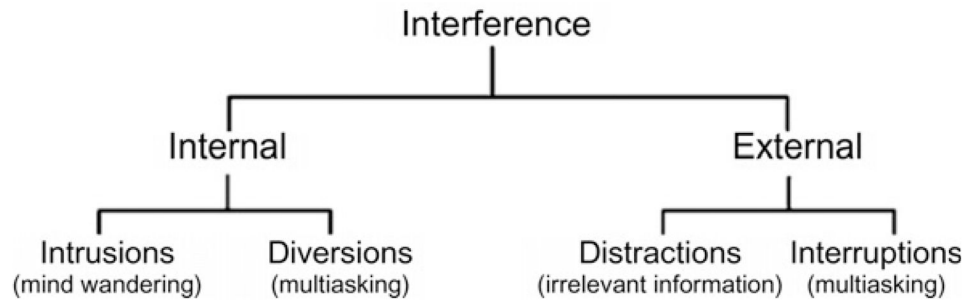 Interference
Internal
External
Intrusions
(mind wandering)
Diversions
(multiasking)
Distractions
(irrelevant information)
Interruptions
(multiasking)